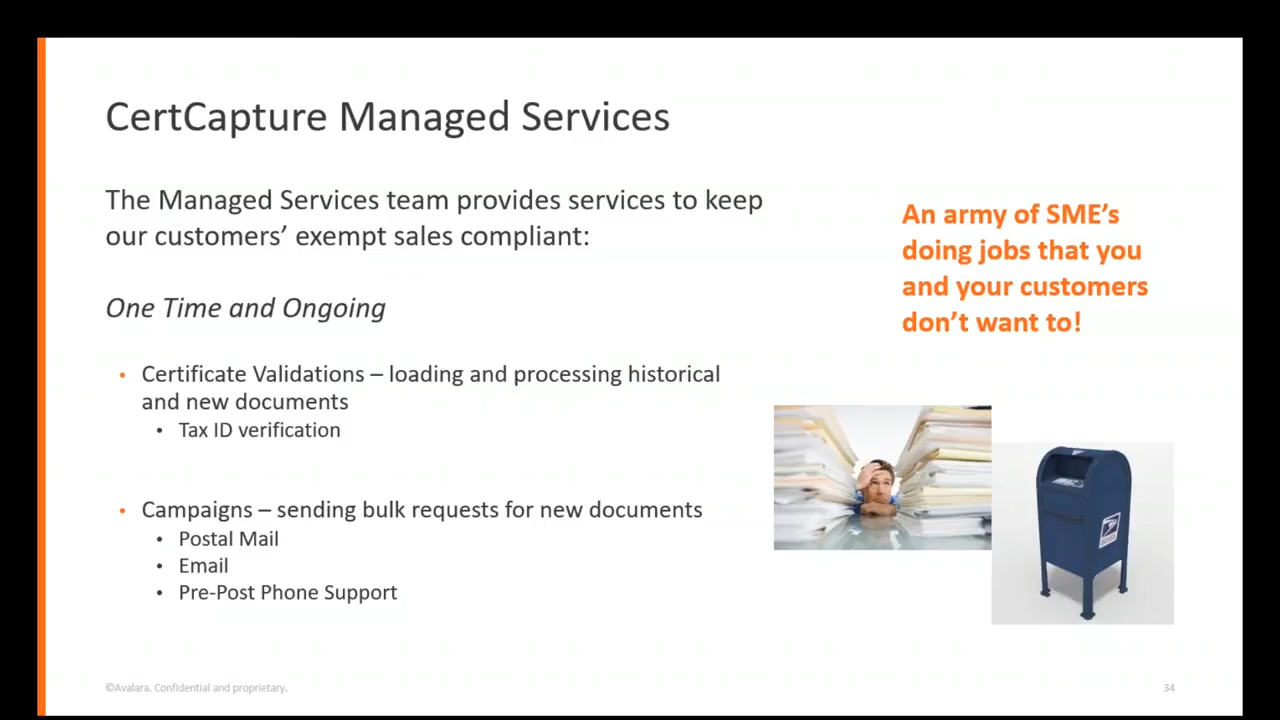 CertCapture Managed Services
The Managed Services team provides services to keep
our customers’ exempt sales compliant:
One Time and Ongoing
• Certificate Validations – loading and processing historical
and new documents
• Tax ID verification
• Campaigns – sending bulk requests for new documents
• Postal Mail
• Email
• Pre-Post Phone Support
An army of SME’s
doing jobs that you
and your customers
don’t want to!
©Avalara. Confidential and proprietary.
34